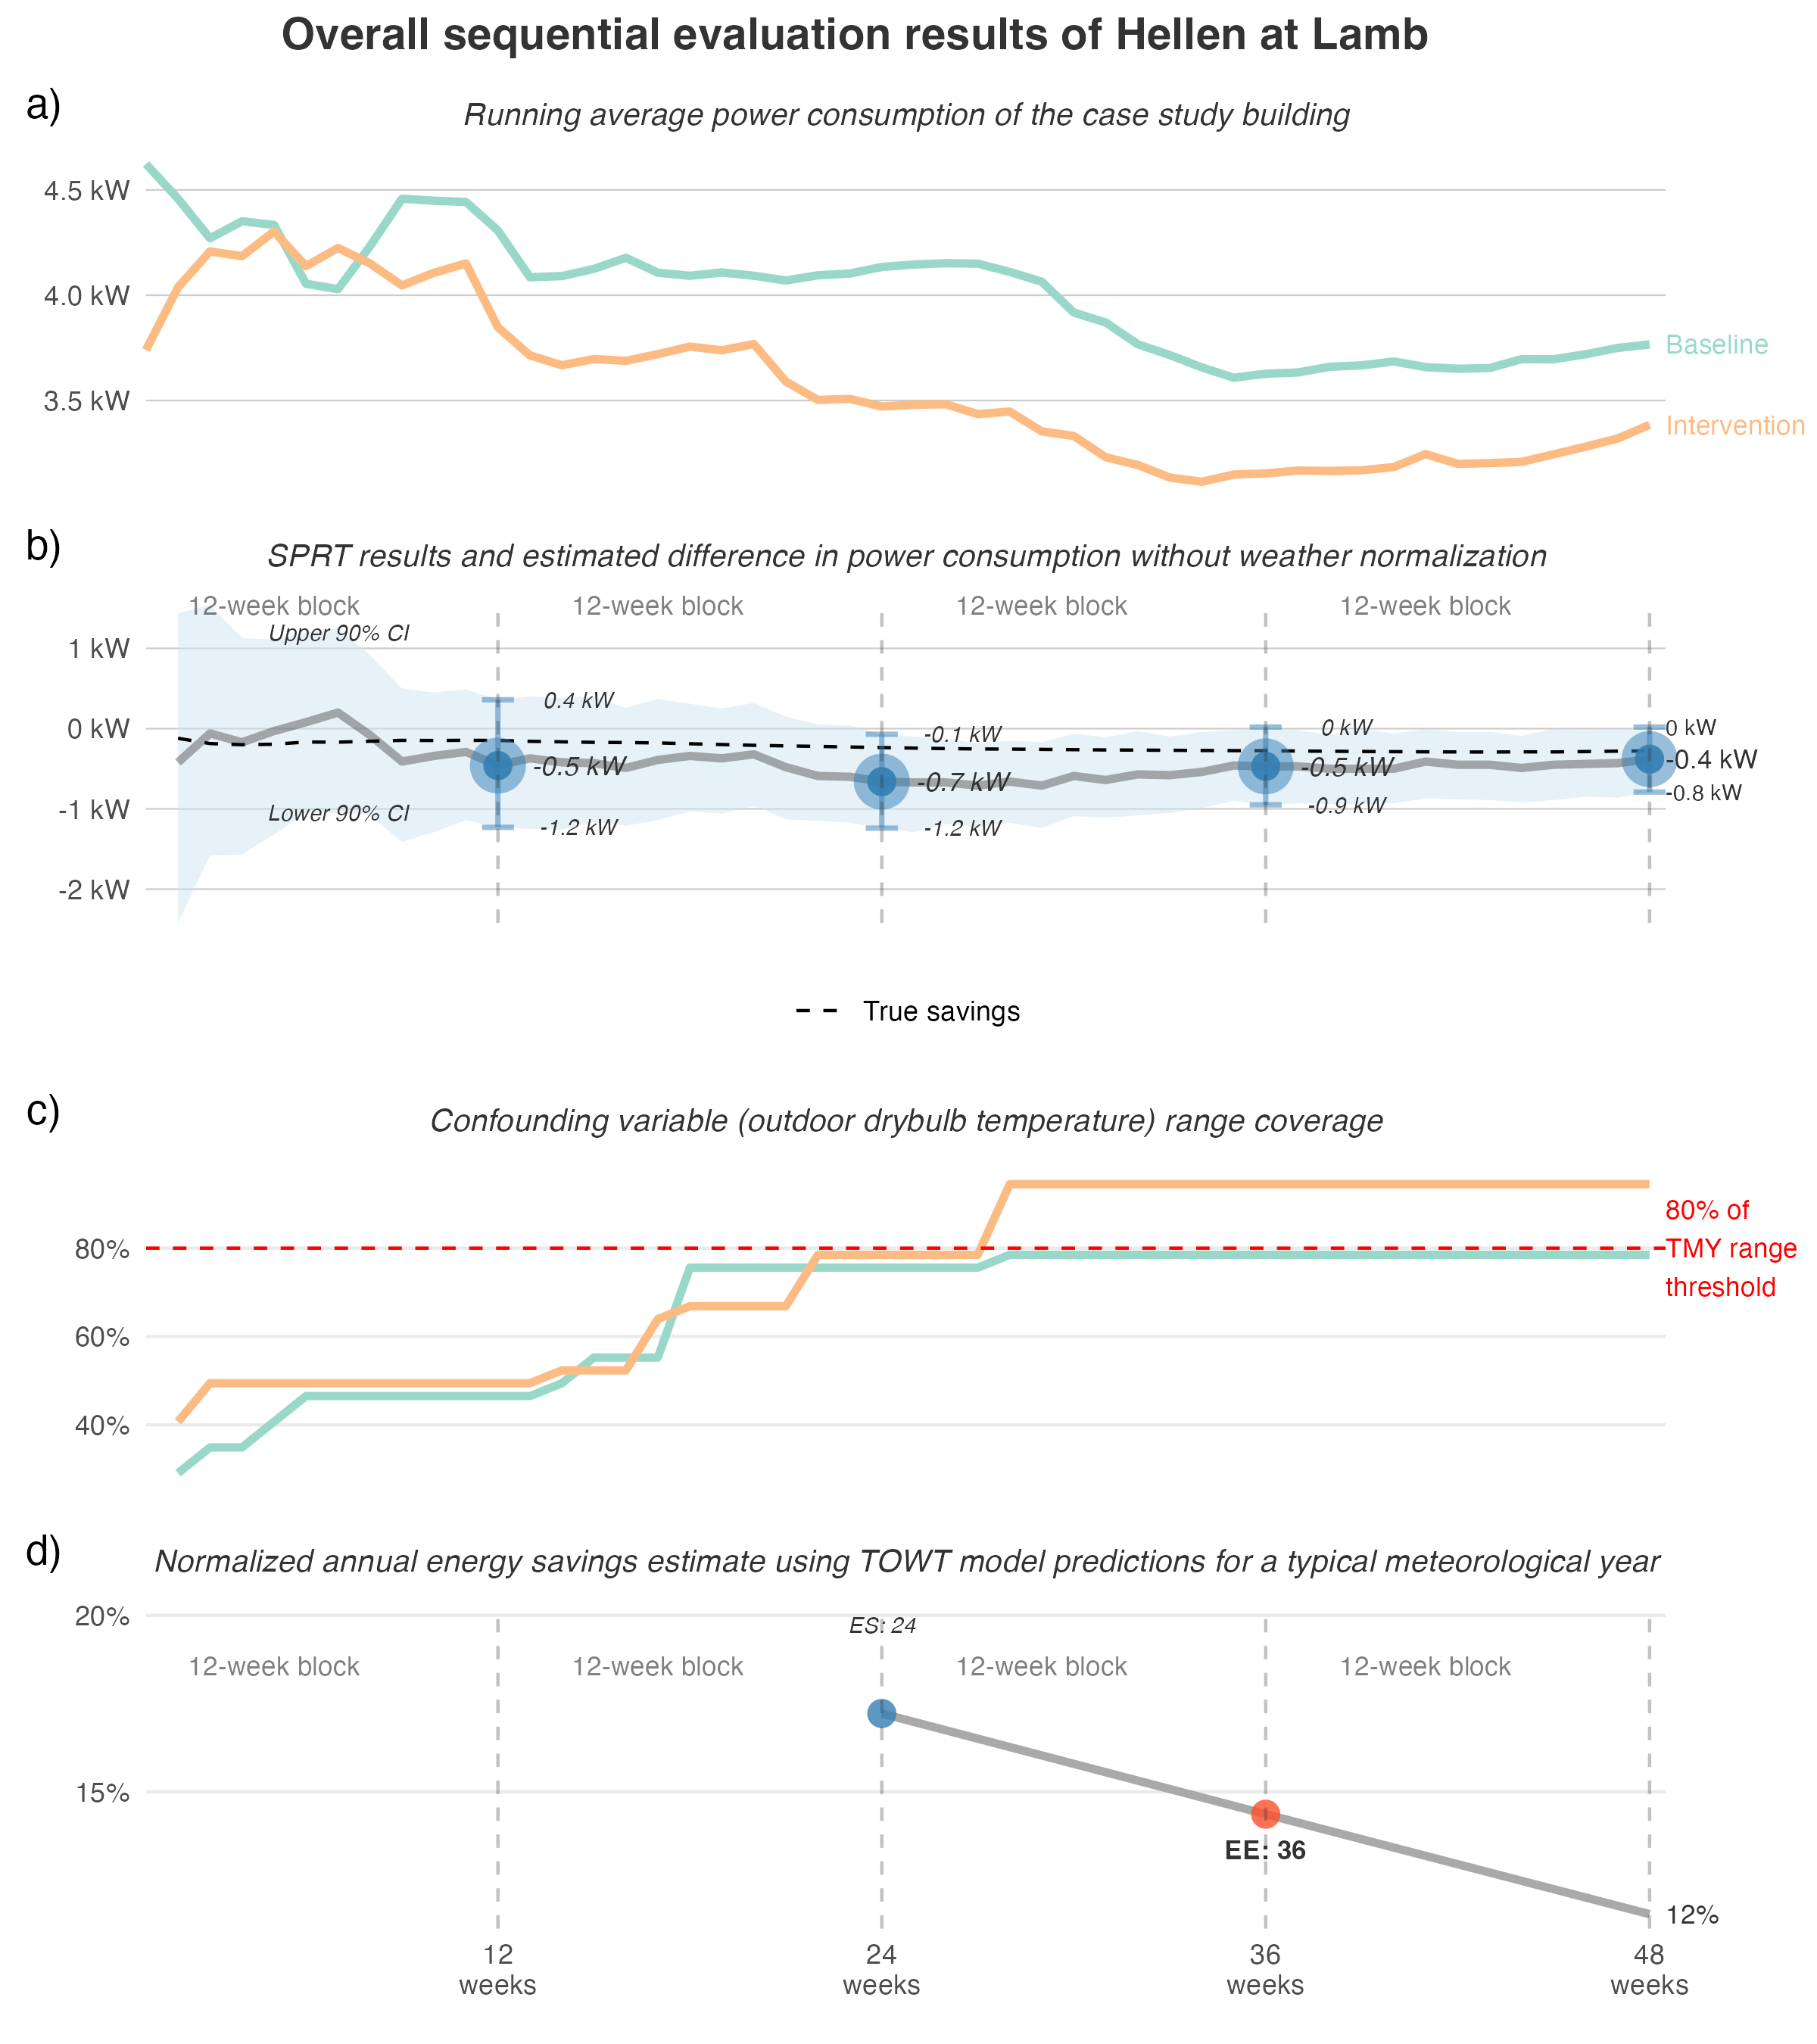 Overall sequential evaluation results of Hellen at Lamb
a)
Running average power consumption of the case study building
4.5 kW
4.0 kW
3.5 kW
Baseline
Intervention
b)
SPRT results and estimated difference in power consumption without weather normalization
12-week block 12-week block 12-week block 12-week block
Upper 90% CI
1 kW
0 kW
-1 kW
-2 kW
Lower 90% CI
0.4 kW
-0.5 kW
-1.2 kW
-0.1 kW
-0.7 kW
-1.2 kW
0 kW
-0.5 kW
-0.9 kW
0 kW
-0.4 kW
-0.8 kW
True savings
c)
Confounding variable (outdoor drybulb temperature) range coverage
80%
60%
40%
80% of
TMY range
threshold
d)
Normalized annual energy savings estimate using TOWT model predictions for a typical meteorological year
20%
15%
ES: 24
12-week block 12-week block 12-week block 12-week block
EE: 36
12%
12 24 36 48
weeks weeks weeks weeks